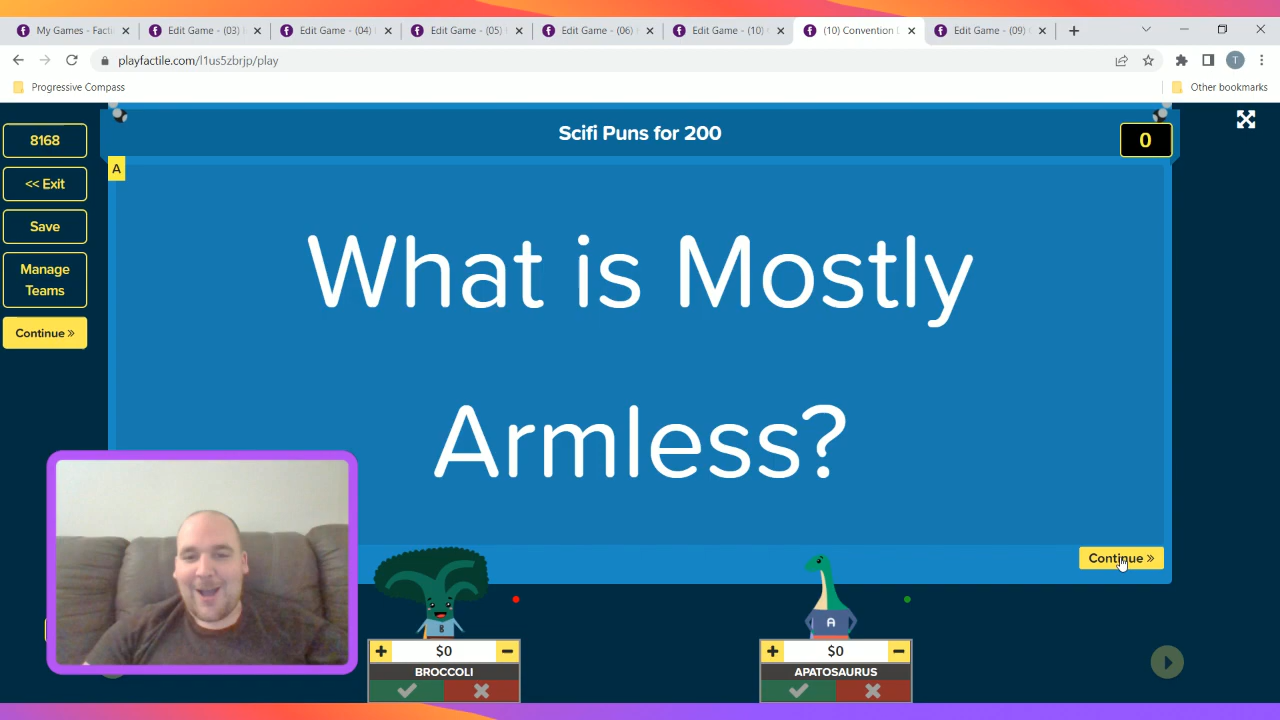 My Games - Facti
Edit Game - (03)
Edit Game - (04)
Edit Game - (05)
Edit Game - (06)
Edit Game - (10)
(10) Convention
Edit Game - (09)
playfactile.com/l1us5zbrjp/play
T
Progressive Compass
Other bookmarks
8168
<< Exit
Save
Manage
Teams
Continue »
Scifi Puns for 200
0
A
What is Mostly
Armless?
Continue »
B
A
+ $0 −
BROCCOLI
+ $0 −
APATOSAURUS